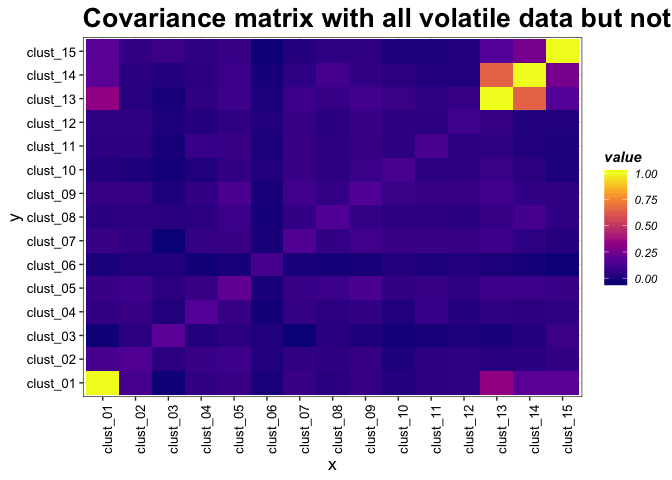 Covariance matrix with all volatile data but not
clust_15
clust_14
clust_13
clust_12
clust_11
clust_10
clust_09
clust_08
clust_07
clust_06
clust_05
clust_04
clust_03
clust_02
clust_01
y
clust_01
clust_02
clust_03
clust_04
clust_05
clust_06
clust_07
clust_08
clust_09
clust_10
clust_11
clust_12
clust_13
clust_14
clust_15
x
value
1.00
0.75
0.50
0.25
0.00